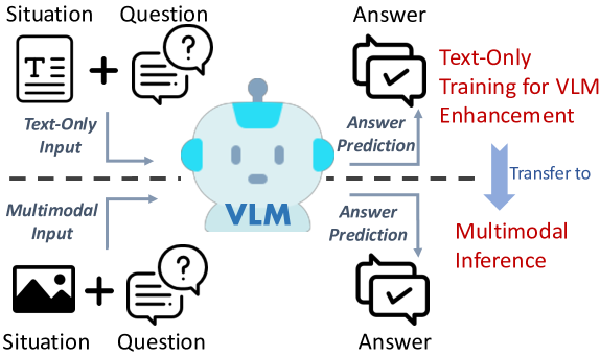 Situation
Question
Answer
Text-Only
Training for VLM
Enhancement
Text-Only
Input
Answer
Prediction
Transfer to
VLM
Multimodal
Input
Answer
Prediction
Multimodal
Inference
Situation
Question
Answer